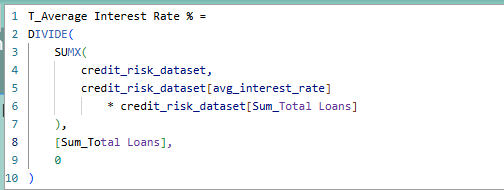 1 T_Average Interest Rate % =
2 DIVIDE(
3 SUMX(
4 credit_risk_dataset,
5 credit_risk_dataset[avg_interest_rate]
6 * credit_risk_dataset[Sum_Total Loans]
7 ),
8 [Sum_Total Loans],
9 0
10 )